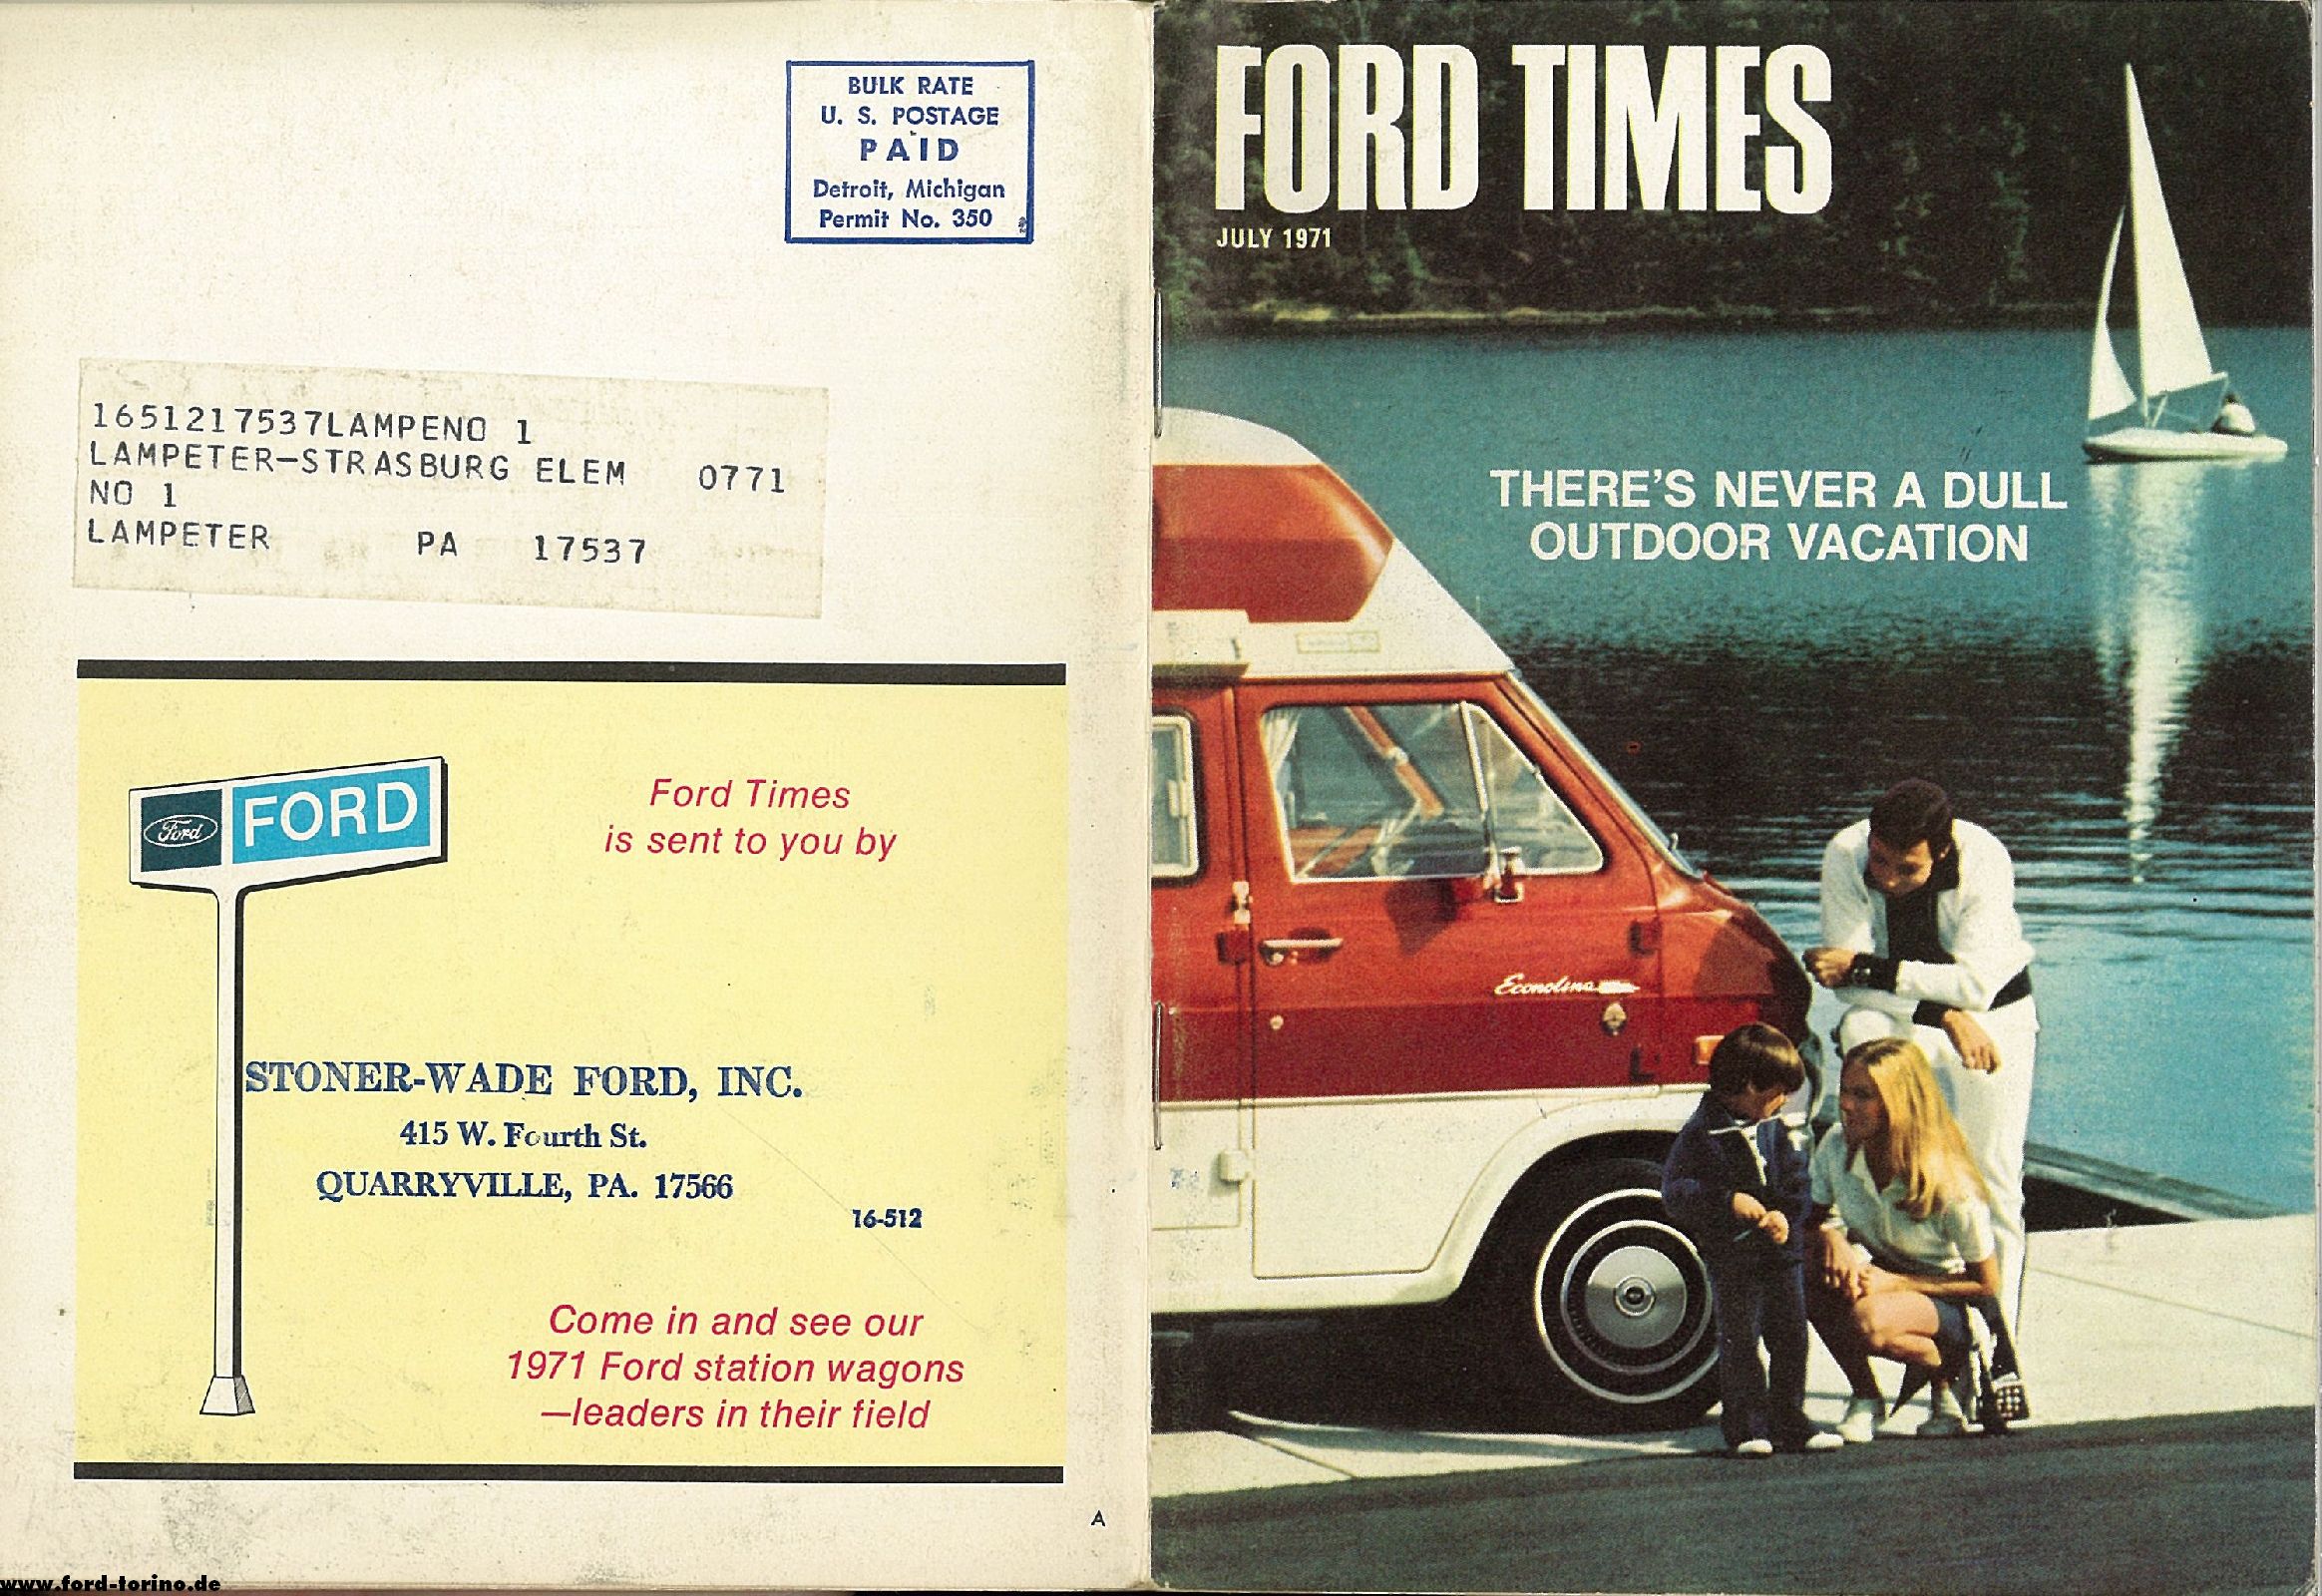 BULK RATE
U. S. POSTAGE
PAID
Detroit, Michigan
Permit No. 350
1651217537LAMPENO 1
LAMPETER-STRASBURG ELEM 0771
NO 1
LAMPETER PA 17537
Ford FORD
Ford Times
is sent to you by
STONER-WADE FORD, INC.
415 W. Fourth St.
QUARRYVILLE, PA. 17566
16-512
Come in and see our
1971 Ford station wagons
—leaders in their field
A
www.ford-torino.de
FORD TIMES
JULY 1971
THERE'S NEVER A DULL
OUTDOOR VACATION
Econoline